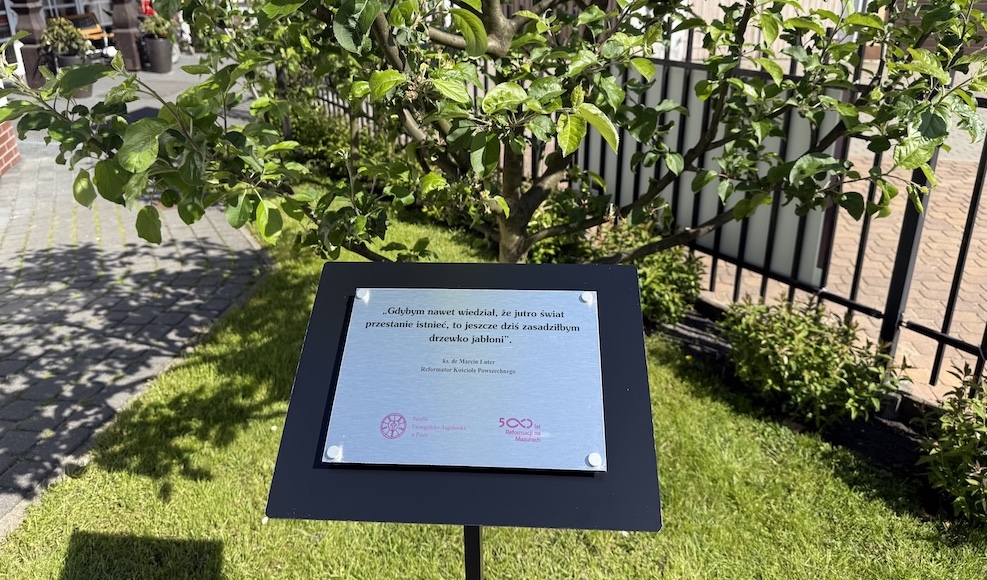 „Gdybym nawet wiedział, że jutro świat
przestanie istnieć, to jeszcze dziś zasadziłbym
drzewko jabłoni”.
ks. dr Marcin Luter
Reformator Kościoła Powszechnego
Parafia
Ewangelicko-Augsburska
w Piszu
500 lat
Reformacji na
Mazurach